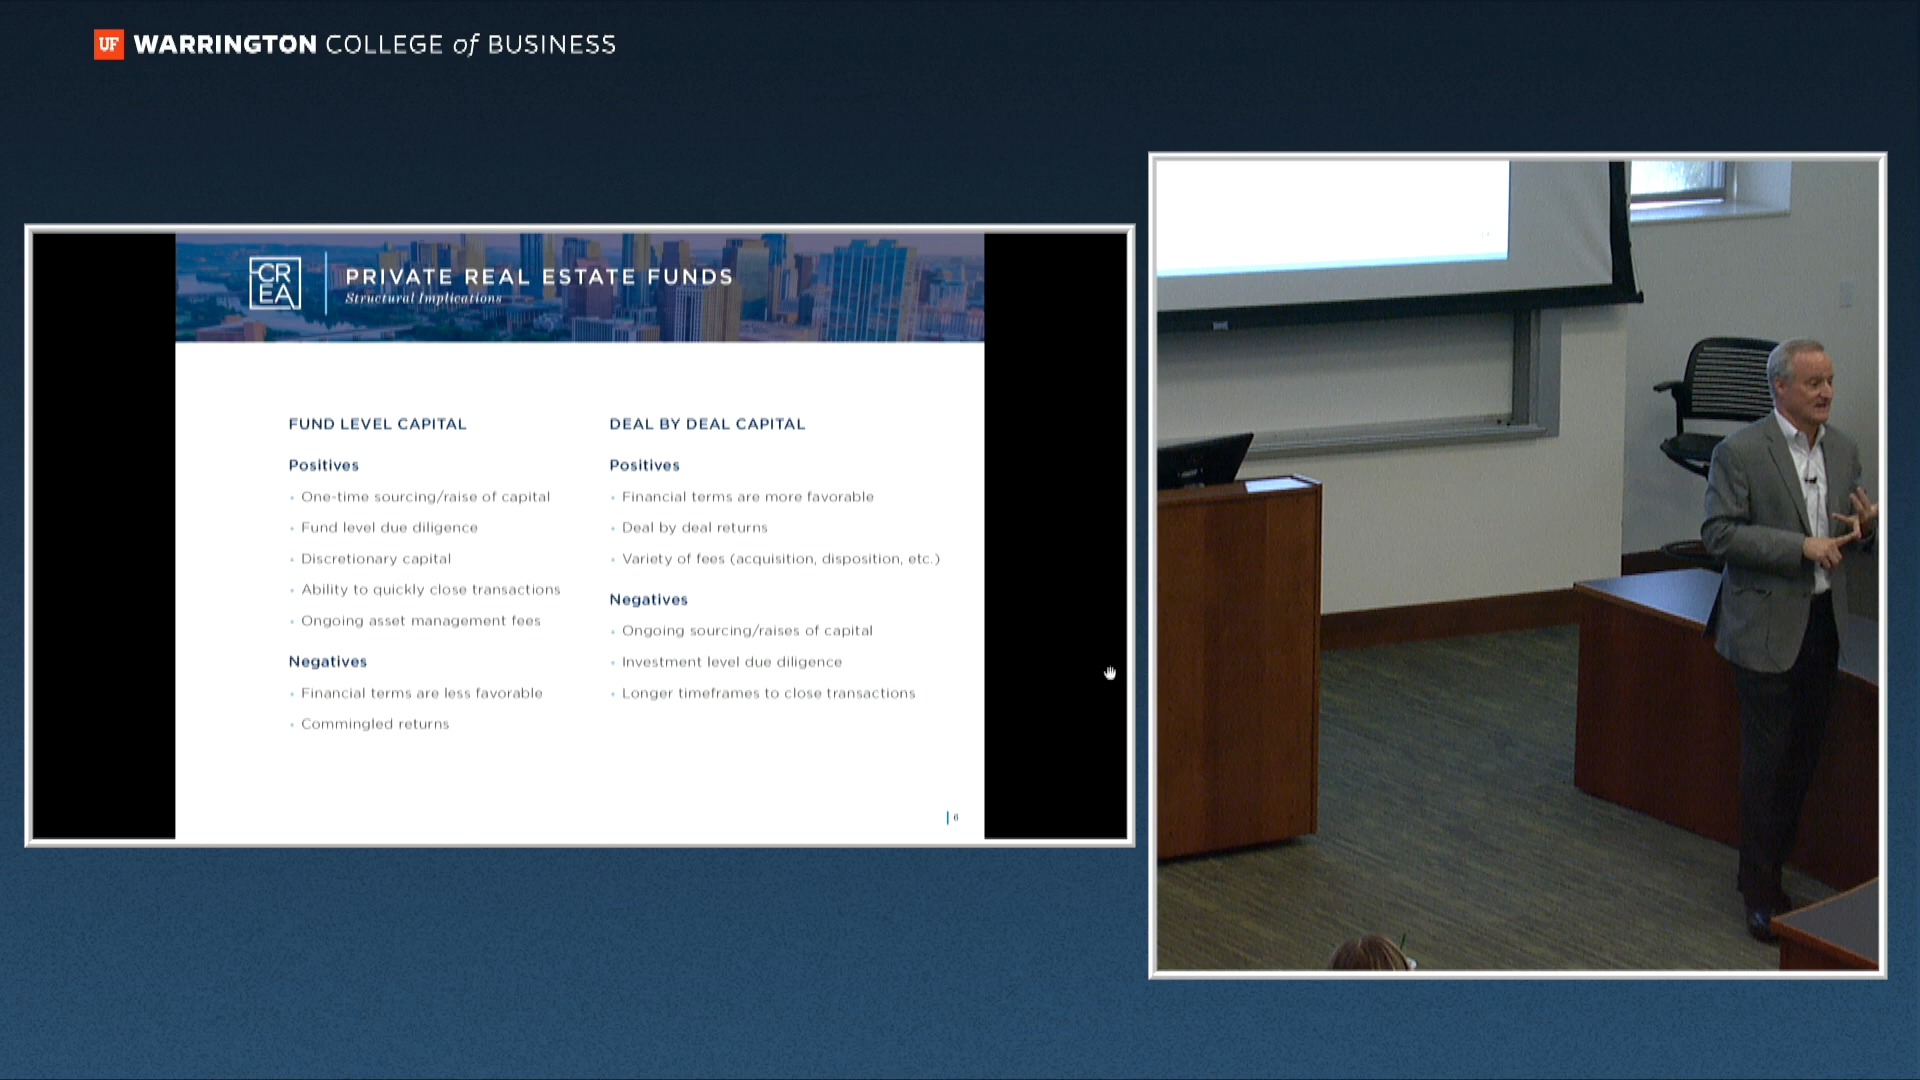 UF WARRINGTON COLLEGE of BUSINESS
CR
EA
PRIVATE REAL ESTATE FUNDS
Structural Implications
FUND LEVEL CAPITAL
Positives
One-time sourcing/raise of capital
Fund level due diligence
Discretionary capital
Ability to quickly close transactions
Ongoing asset management fees
Negatives
Financial terms are less favorable
Commingled returns
DEAL BY DEAL CAPITAL
Positives
Financial terms are more favorable
Deal by deal returns
Variety of fees (acquisition, disposition, etc.)
Negatives
Ongoing sourcing/raises of capital
Investment level due diligence
Longer timeframes to close transactions
6